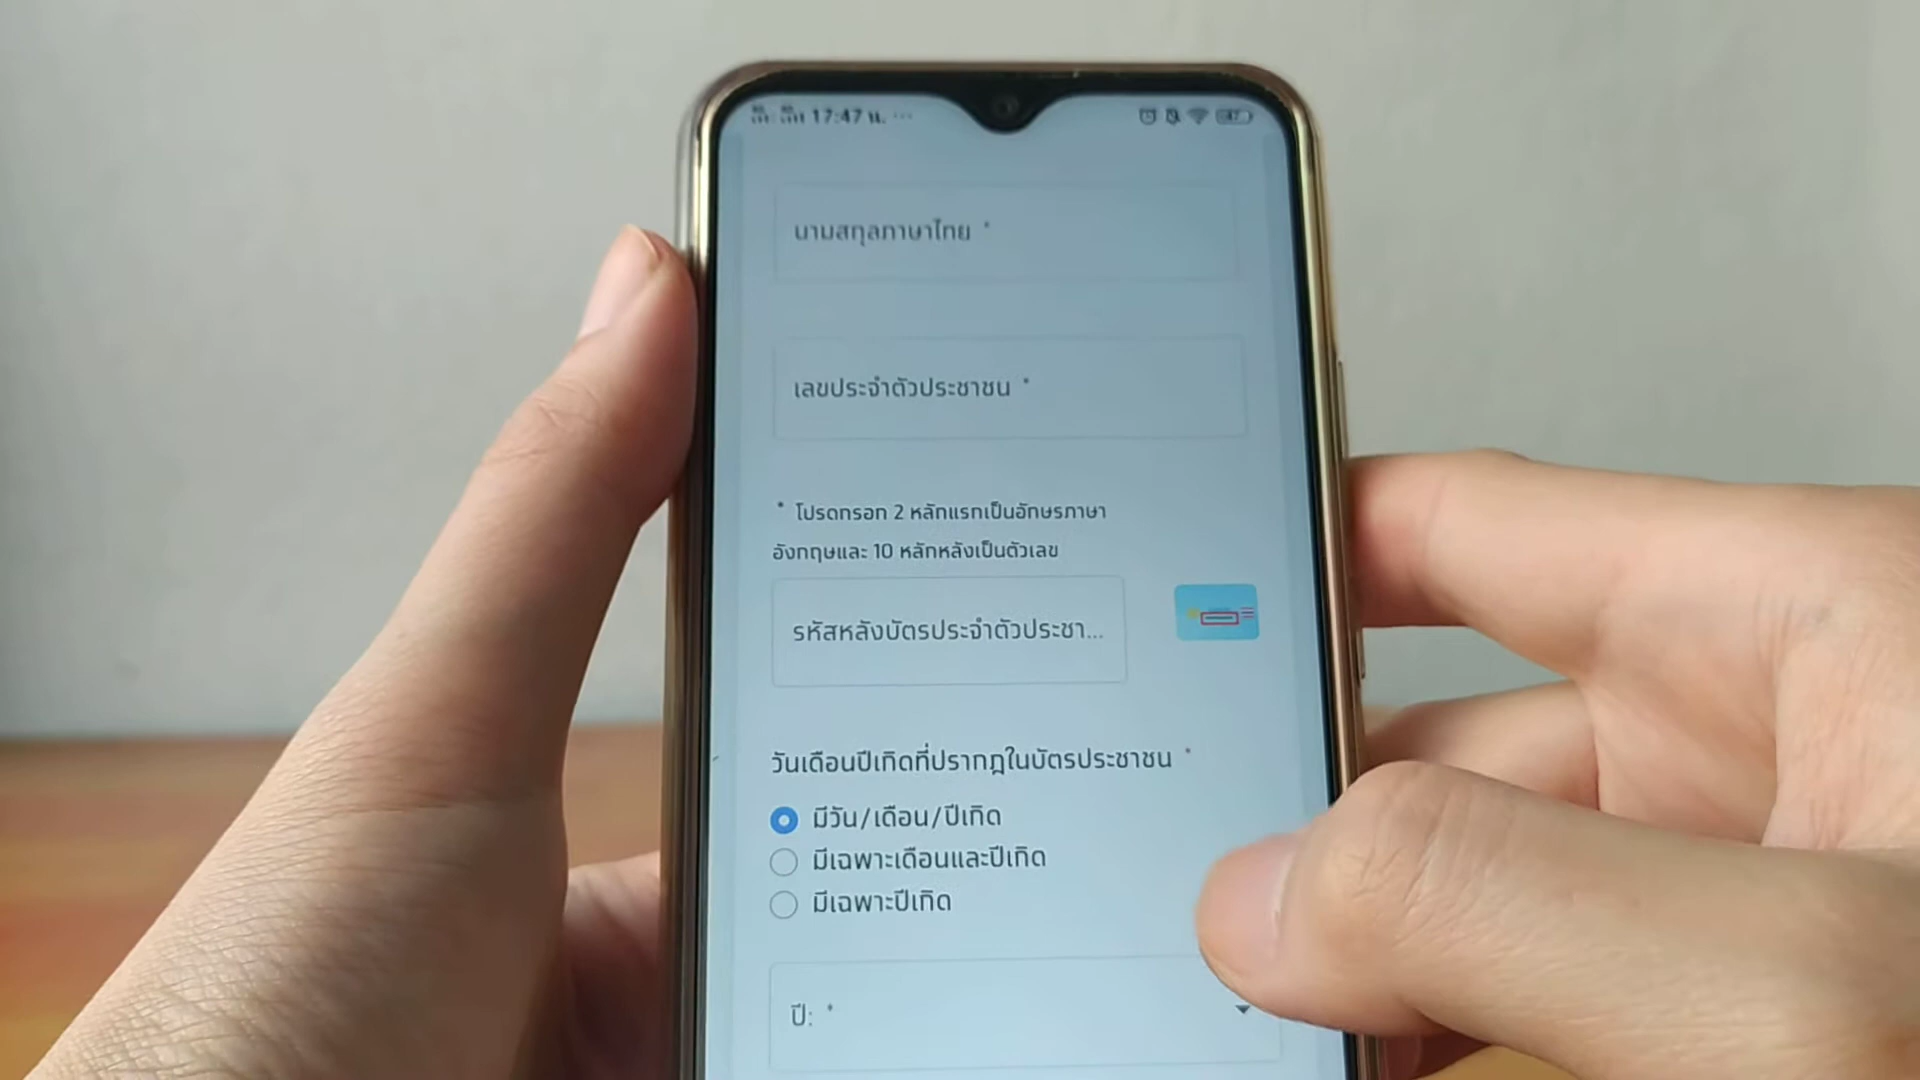 17:47 น. ...
นามสกุลภาษาไทย *
เลขประจำตัวประชาชน *
* โปรดกรอก 2 หลักแรกเป็นอักษรภาษา
อังกฤษและ 10 หลักหลังเป็นตัวเลข
รหัสหลังบัตรประจำตัวประชา...
วันเดือนปีเกิดที่ปรากฎในบัตรประชาชน *
มีวัน/เดือน/ปีเกิด
มีเฉพาะเดือนและปีเกิด
มีเฉพาะปีเกิด
ปี: *